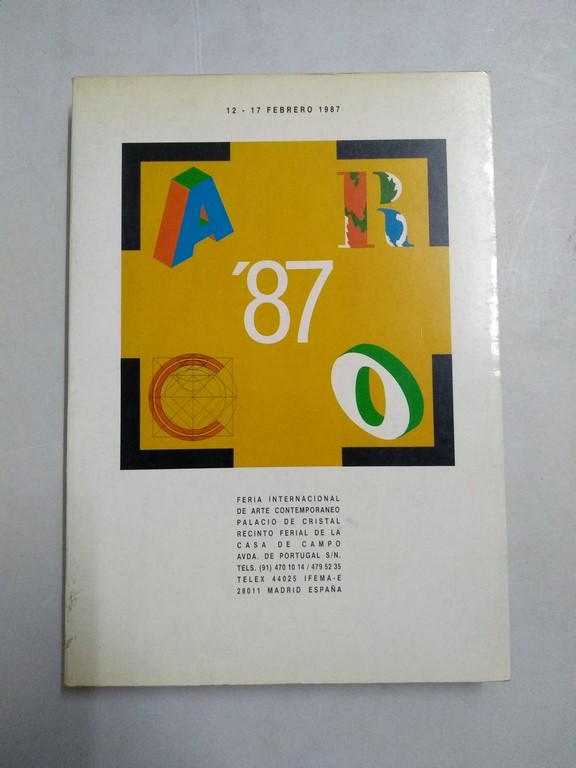 12 - 17 FEBRERO 1987
A R
'87
C O
FERIA INTERNACIONAL
DE ARTE CONTEMPORANEO
PALACIO DE CRISTAL
RECINTO FERIAL DE LA
CASA DE CAMPO
AVDA. DE PORTUGAL S/N.
TELS. (91) 470 10 14 / 479 52 35
TELEX 44025 IFEMA-E
28011 MADRID ESPAÑA